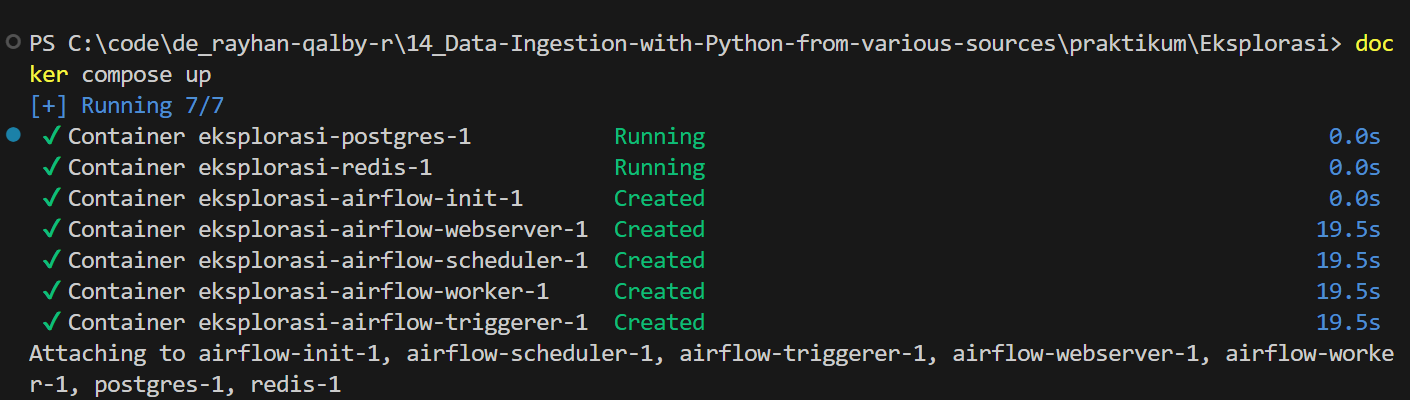 PS C:\code\de_rayhan-qalby-r\14_Data-Ingestion-with-Python-from-various-sources\praktikum\Eksplorasi> doc
ker compose up
[+] Running 7/7
✓ Container eksplorasi-postgres-1 Running 0.0s
✓ Container eksplorasi-redis-1 Running 0.0s
✓ Container eksplorasi-airflow-init-1 Created 0.0s
✓ Container eksplorasi-airflow-webserver-1 Created 19.5s
✓ Container eksplorasi-airflow-scheduler-1 Created 19.5s
✓ Container eksplorasi-airflow-worker-1 Created 19.5s
✓ Container eksplorasi-airflow-triggerer-1 Created 19.5s
Attaching to airflow-init-1, airflow-scheduler-1, airflow-triggerer-1, airflow-webserver-1, airflow-worke
r-1, postgres-1, redis-1